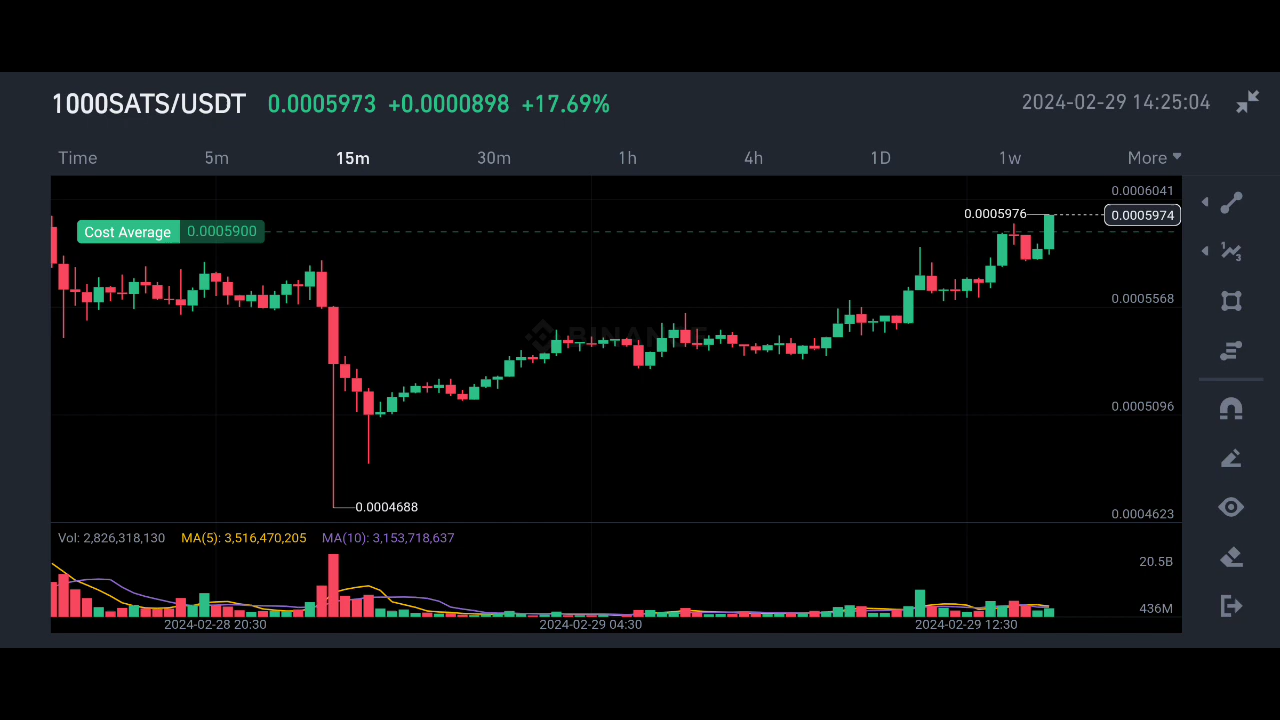 1000SATS/USDT 0.0005973 +0.0000898 +17.69% 2024-02-29 14:25:04
Time 5m 15m 30m 1h 4h 1D 1w More
0.0006041
0.0005976 0.0005974
Cost Average 0.0005900
0.0005568
BINANCE
0.0005096
0.0004688
0.0004623
Vol: 2,826,318,130 MA(5): 3,516,470,205 MA(10): 3,153,718,637
20.5B
436M
2024-02-28 20:30 2024-02-29 04:30 2024-02-29 12:30